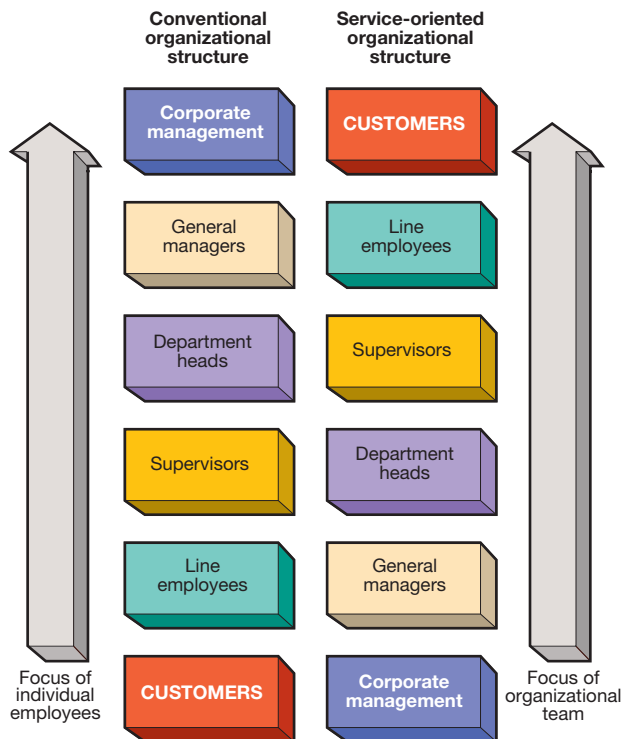 Conventional
organizational
structure
Service-oriented
organizational
structure
Corporate
management
CUSTOMERS
General
managers
Line
employees
Department
heads
Supervisors
Supervisors
Department
heads
Line
employees
General
managers
CUSTOMERS
Corporate
management
Focus of
individual
employees
Focus of
organizational
team